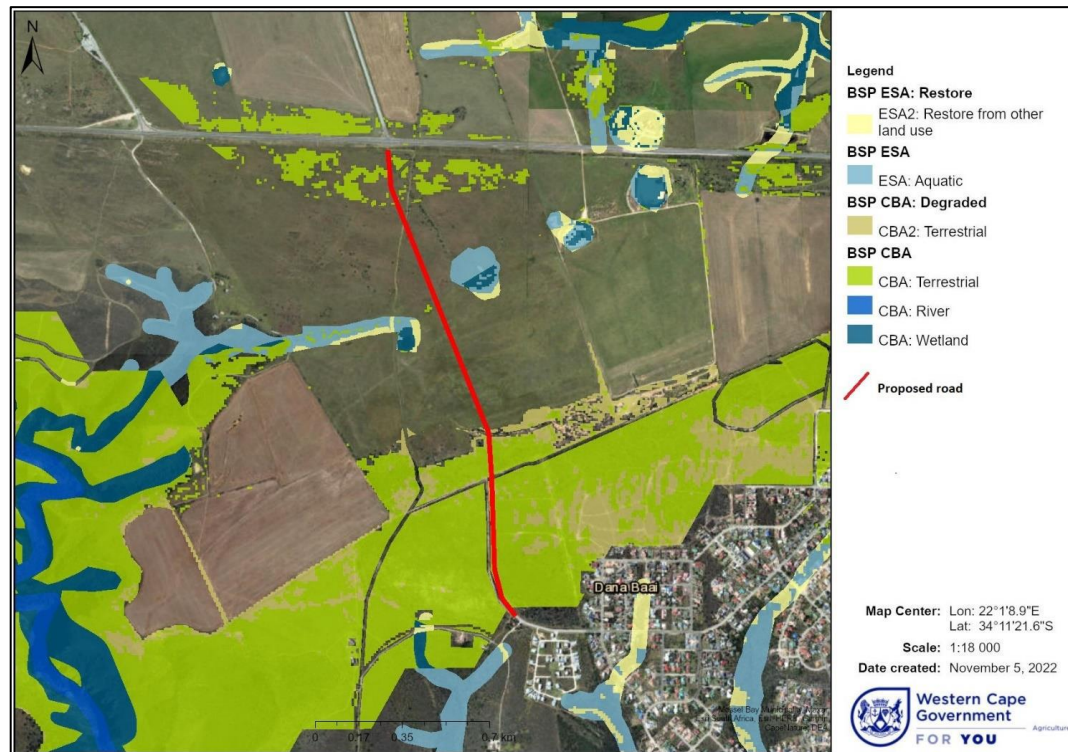 N
Legend
BSP ESA: Restore
ESA2: Restore from other
land use
BSP ESA
ESA: Aquatic
BSP CBA: Degraded
CBA2: Terrestrial
BSP CBA
CBA: Terrestrial
CBA: River
CBA: Wetland
Proposed road
Dana Baai
Map Center: Lon: 22°1'8.9"E
Lat: 34°11'21.6"S
Scale: 1:18 000
Date created: November 5, 2022
0 0.17 0.35 0.7 km
Western Cape
Government
Agriculture
FOR YOU